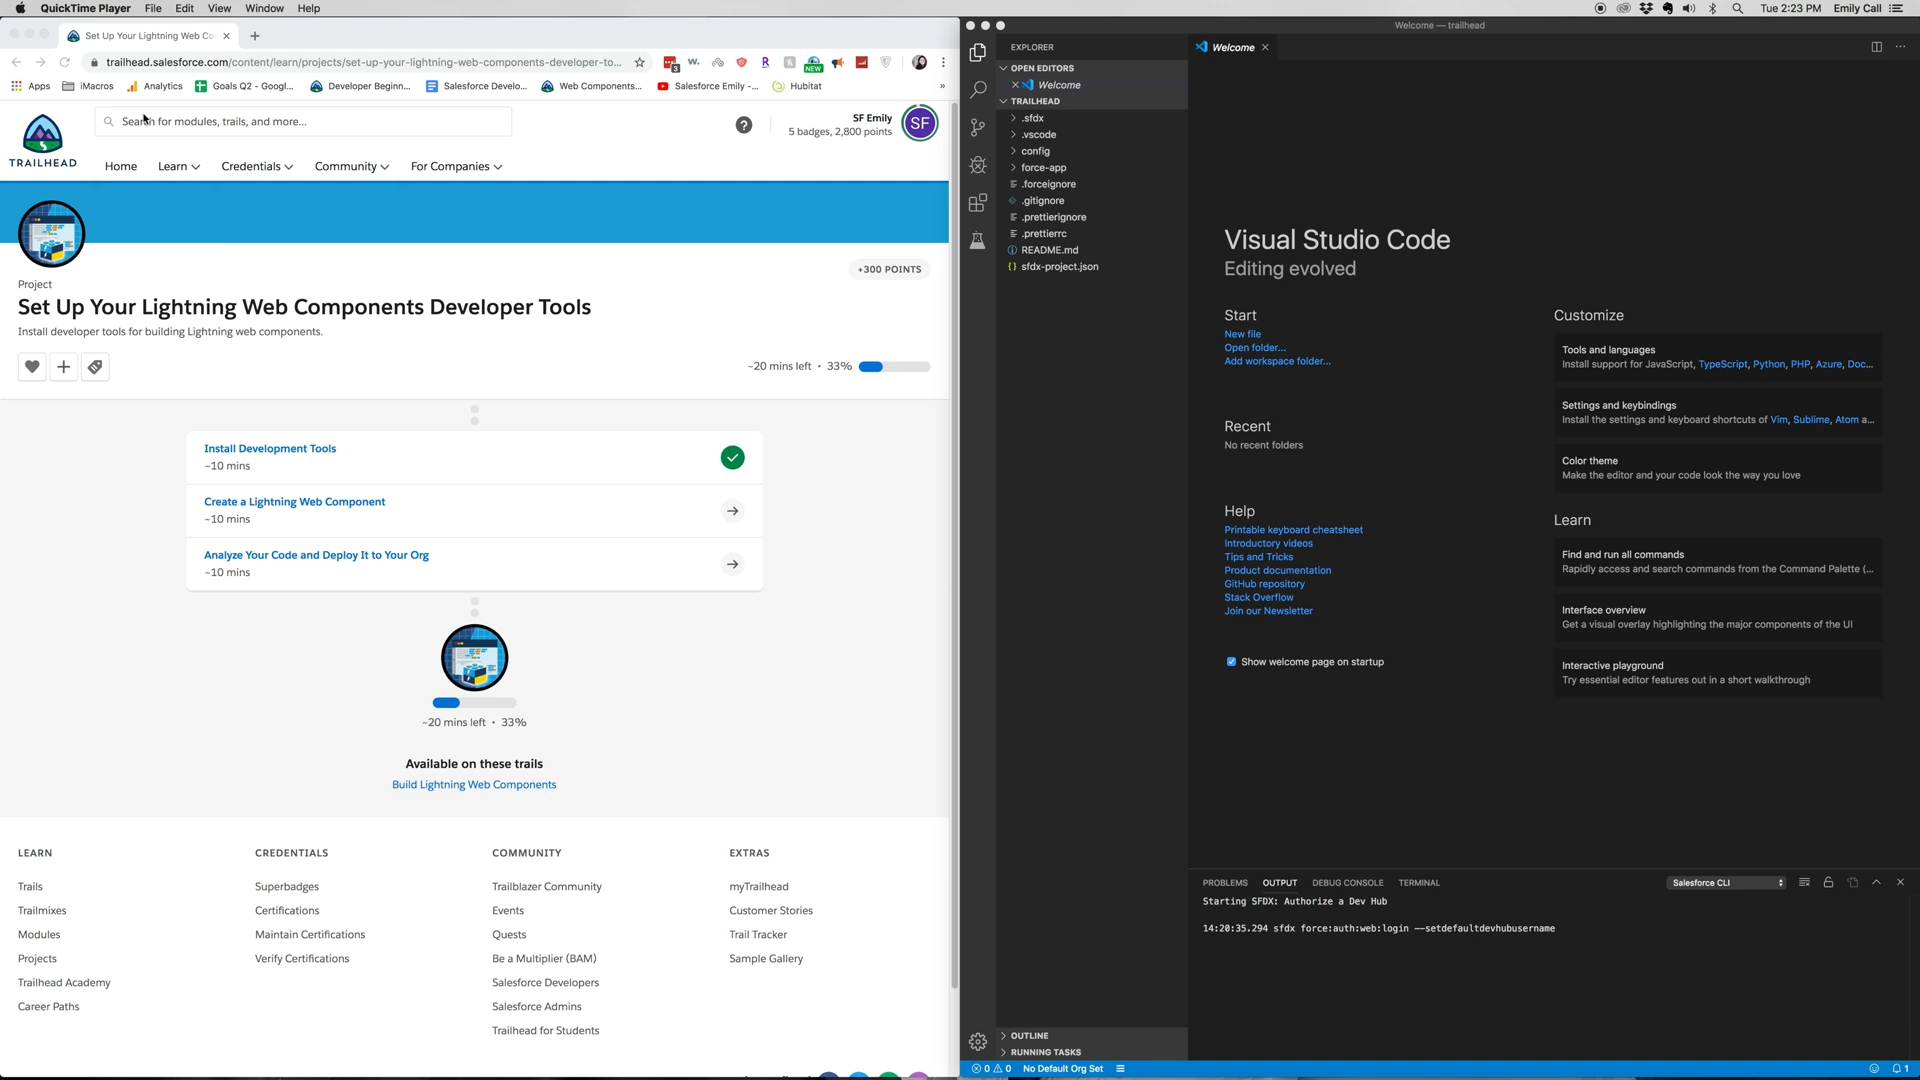 QuickTime Player File Edit View Window Help
Tue 2:23 PM Emily Call
Set Up Your Lightning Web Co
trailhead.salesforce.com/content/learn/projects/set-up-your-lightning-web-components-developer-to...
3
W.
R
NEW
Apps iMacros Analytics Goals Q2 - Googl... Developer Beginn... Salesforce Develo... Web Components... Salesforce Emily -... Hubitat »
TRAILHEAD
Search for modules, trails, and more...
?
SF Emily
5 badges, 2,800 points
SF
Home Learn Credentials Community For Companies
+300 POINTS
Project
Set Up Your Lightning Web Components Developer Tools
Install developer tools for building Lightning web components.
~20 mins left • 33%
Install Development Tools
~10 mins
Create a Lightning Web Component
~10 mins
Analyze Your Code and Deploy It to Your Org
~10 mins
~20 mins left • 33%
Available on these trails
Build Lightning Web Components
LEARN
Trails
Trailmixes
Modules
Projects
Trailhead Academy
Career Paths
CREDENTIALS
Superbadges
Certifications
Maintain Certifications
Verify Certifications
COMMUNITY
Trailblazer Community
Events
Quests
Be a Multiplier (BAM)
Salesforce Developers
Salesforce Admins
Trailhead for Students
EXTRAS
myTrailhead
Customer Stories
Trail Tracker
Sample Gallery
Welcome — trailhead
EXPLORER
OPEN EDITORS
Welcome
TRAILHEAD
.sfdx
.vscode
config
force-app
.forceignore
.gitignore
.prettierignore
.prettierrc
README.md
{} sfdx-project.json
OUTLINE
RUNNING TASKS
Welcome
Visual Studio Code
Editing evolved
Start
New file
Open folder...
Add workspace folder...
Recent
No recent folders
Help
Printable keyboard cheatsheet
Introductory videos
Tips and Tricks
Product documentation
GitHub repository
Stack Overflow
Join our Newsletter
Show welcome page on startup
Customize
Tools and languages
Install support for JavaScript, TypeScript, Python, PHP, Azure, Doc...
Settings and keybindings
Install the settings and keyboard shortcuts of Vim, Sublime, Atom a...
Color theme
Make the editor and your code look the way you love
Learn
Find and run all commands
Rapidly access and search commands from the Command Palette (...
Interface overview
Get a visual overlay highlighting the major components of the UI
Interactive playground
Try essential editor features out in a short walkthrough
PROBLEMS OUTPUT DEBUG CONSOLE TERMINAL
Salesforce CLI
Starting SFDX: Authorize a Dev Hub
14:20:35.294 sfdx force:auth:web:login --setdefaultdevhubusername
0 0 No Default Org Set
1